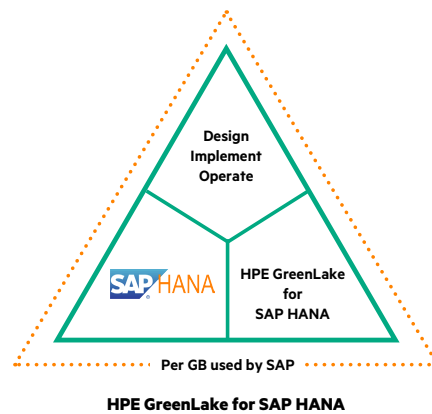 Design
Implement
Operate
SAP® HANA
HPE GreenLake
for
SAP HANA
Per GB used by SAP
HPE GreenLake for SAP HANA